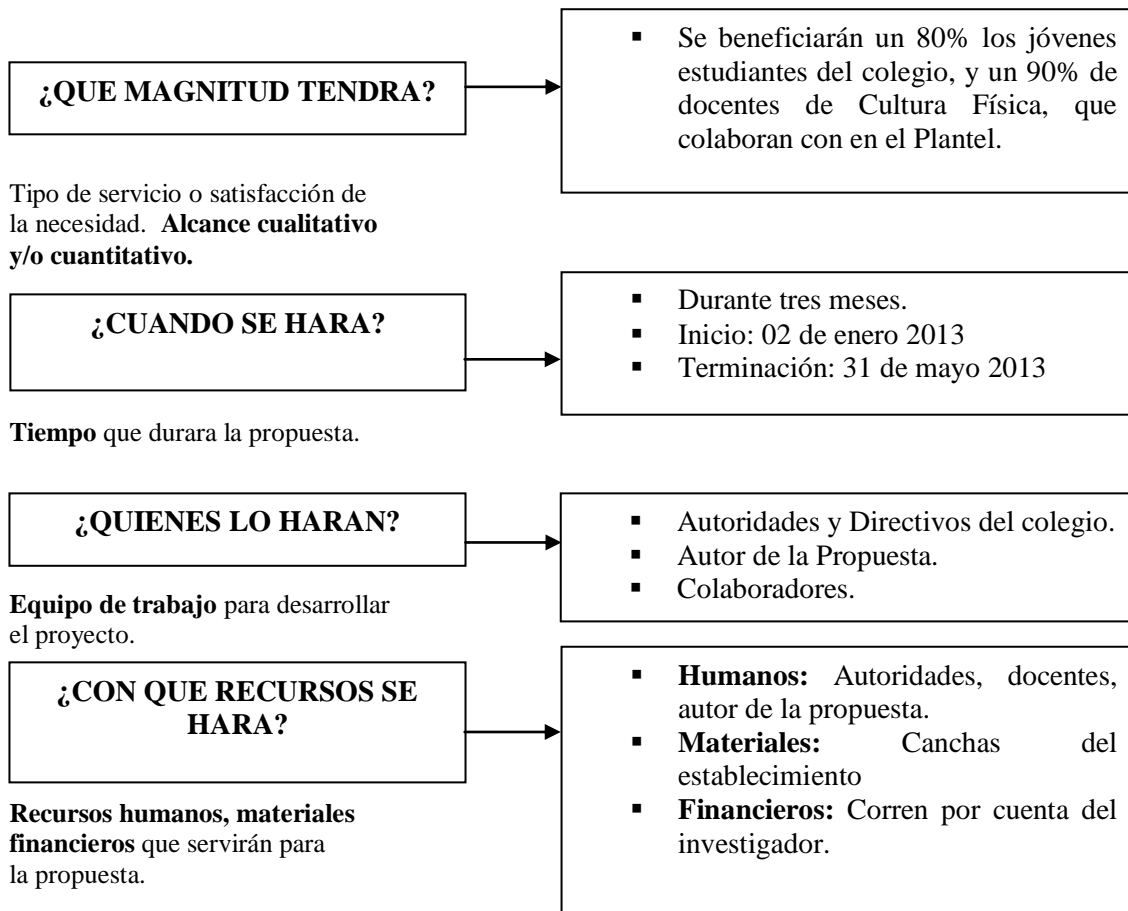 ¿QUE MAGNITUD TENDRA?
▪ Se beneficiarán un 80% los jóvenes
estudiantes del colegio, y un 90% de
docentes de Cultura Física, que
colaboran con en el Plantel.
Tipo de servicio o satisfacción de
la necesidad. Alcance cualitativo
y/o cuantitativo.
¿CUANDO SE HARA?
▪ Durante tres meses.
▪ Inicio: 02 de enero 2013
▪ Terminación: 31 de mayo 2013
Tiempo que durara la propuesta.
¿QUIENES LO HARAN?
▪ Autoridades y Directivos del colegio.
▪ Autor de la Propuesta.
▪ Colaboradores.
Equipo de trabajo para desarrollar
el proyecto.
¿CON QUE RECURSOS SE
HARA?
▪ Humanos: Autoridades, docentes,
autor de la propuesta.
▪ Materiales: Canchas del
establecimiento
▪ Financieros: Corren por cuenta del
investigador.
Recursos humanos, materiales
financieros que servirán para
la propuesta.